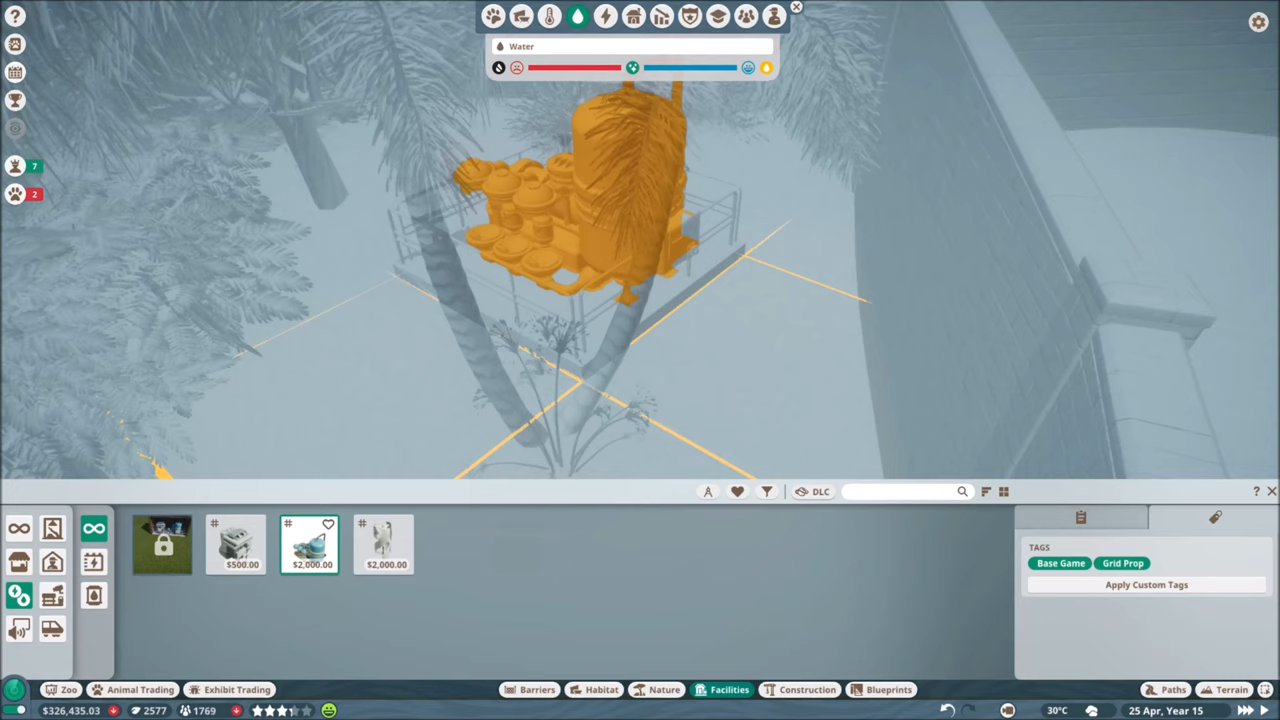 Water
7
2
DLC
$500.00
$2,000.00
$2,000.00
TAGS
Base Game Grid Prop
Apply Custom Tags
Zoo Animal Trading Exhibit Trading Barriers Habitat Nature Facilities Construction Blueprints Paths Terrain
$326,435.03 2577 1769 30°C 25 Apr, Year 15